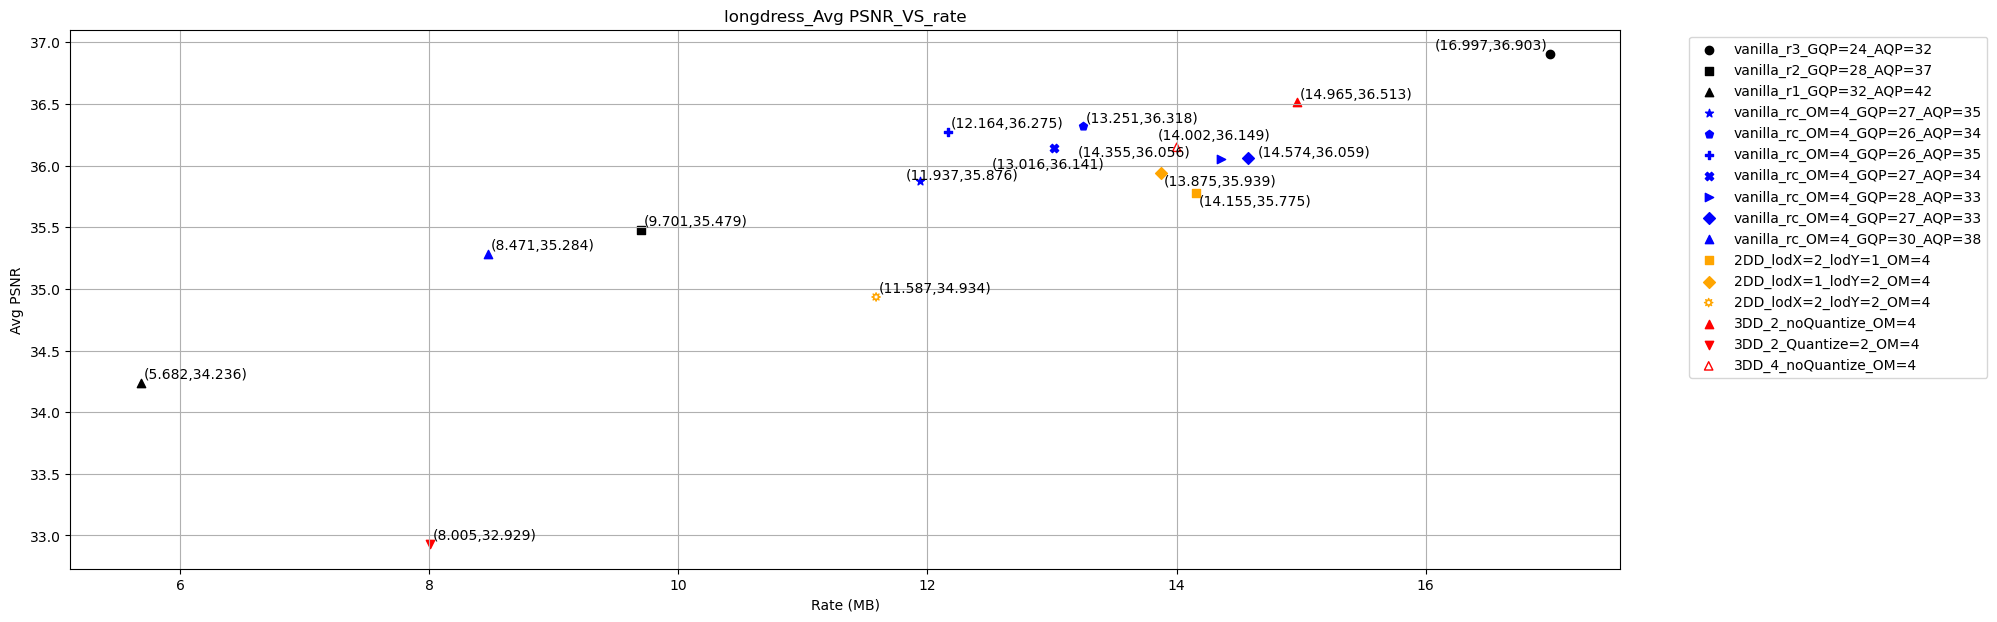 longdress_Avg PSNR_VS_rate
Avg PSNR
37.0
36.5
36.0
35.5
35.0
34.5
34.0
33.5
33.0
(16.997,36.903)
(14.965,36.513)
(13.251,36.318)
(12.164,36.275)
(14.002,36.149)
(14.355,36.056)
(14.574,36.059)
(13.016,36.141)
(11.937,35.876)
(13.875,35.939)
(14.155,35.775)
(9.701,35.479)
(8.471,35.284)
(11.587,34.934)
(5.682,34.236)
(8.005,32.929)
6 8 10 12 14 16
Rate (MB)
vanilla_r3_GQP=24_AQP=32
vanilla_r2_GQP=28_AQP=37
vanilla_r1_GQP=32_AQP=42
vanilla_rc_OM=4_GQP=27_AQP=35
vanilla_rc_OM=4_GQP=26_AQP=34
vanilla_rc_OM=4_GQP=26_AQP=35
vanilla_rc_OM=4_GQP=27_AQP=34
vanilla_rc_OM=4_GQP=28_AQP=33
vanilla_rc_OM=4_GQP=27_AQP=33
vanilla_rc_OM=4_GQP=30_AQP=38
2DD_lodX=2_lodY=1_OM=4
2DD_lodX=1_lodY=2_OM=4
2DD_lodX=2_lodY=2_OM=4
3DD_2_noQuantize_OM=4
3DD_2_Quantize=2_OM=4
3DD_4_noQuantize_OM=4